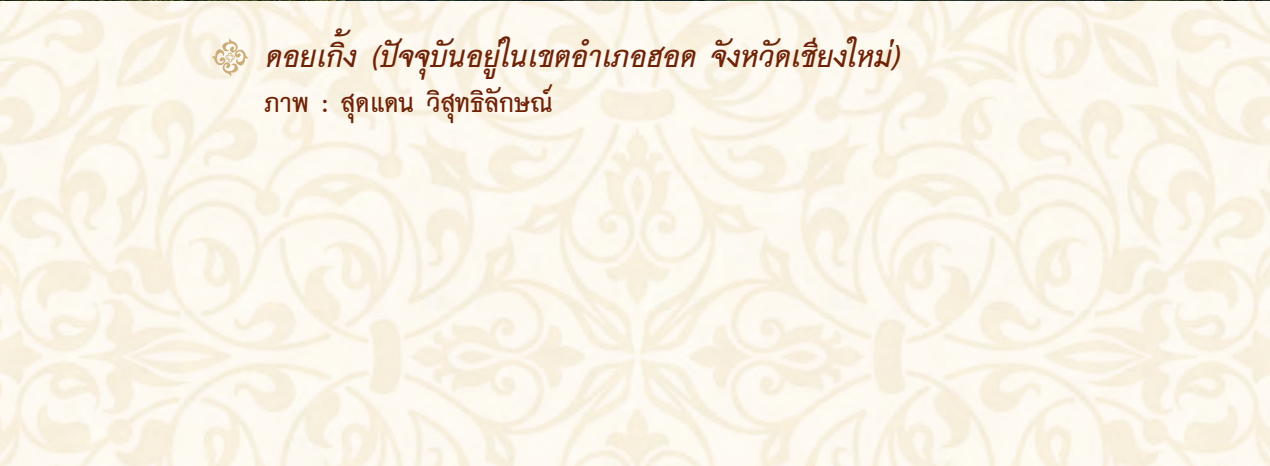 ดอยเกิ้ง (ปัจจุบันอยู่ในเขตอำเภอฮอด จังหวัดเชียงใหม่)
ภาพ : สุดแดน วิสุทธิลักษณ์